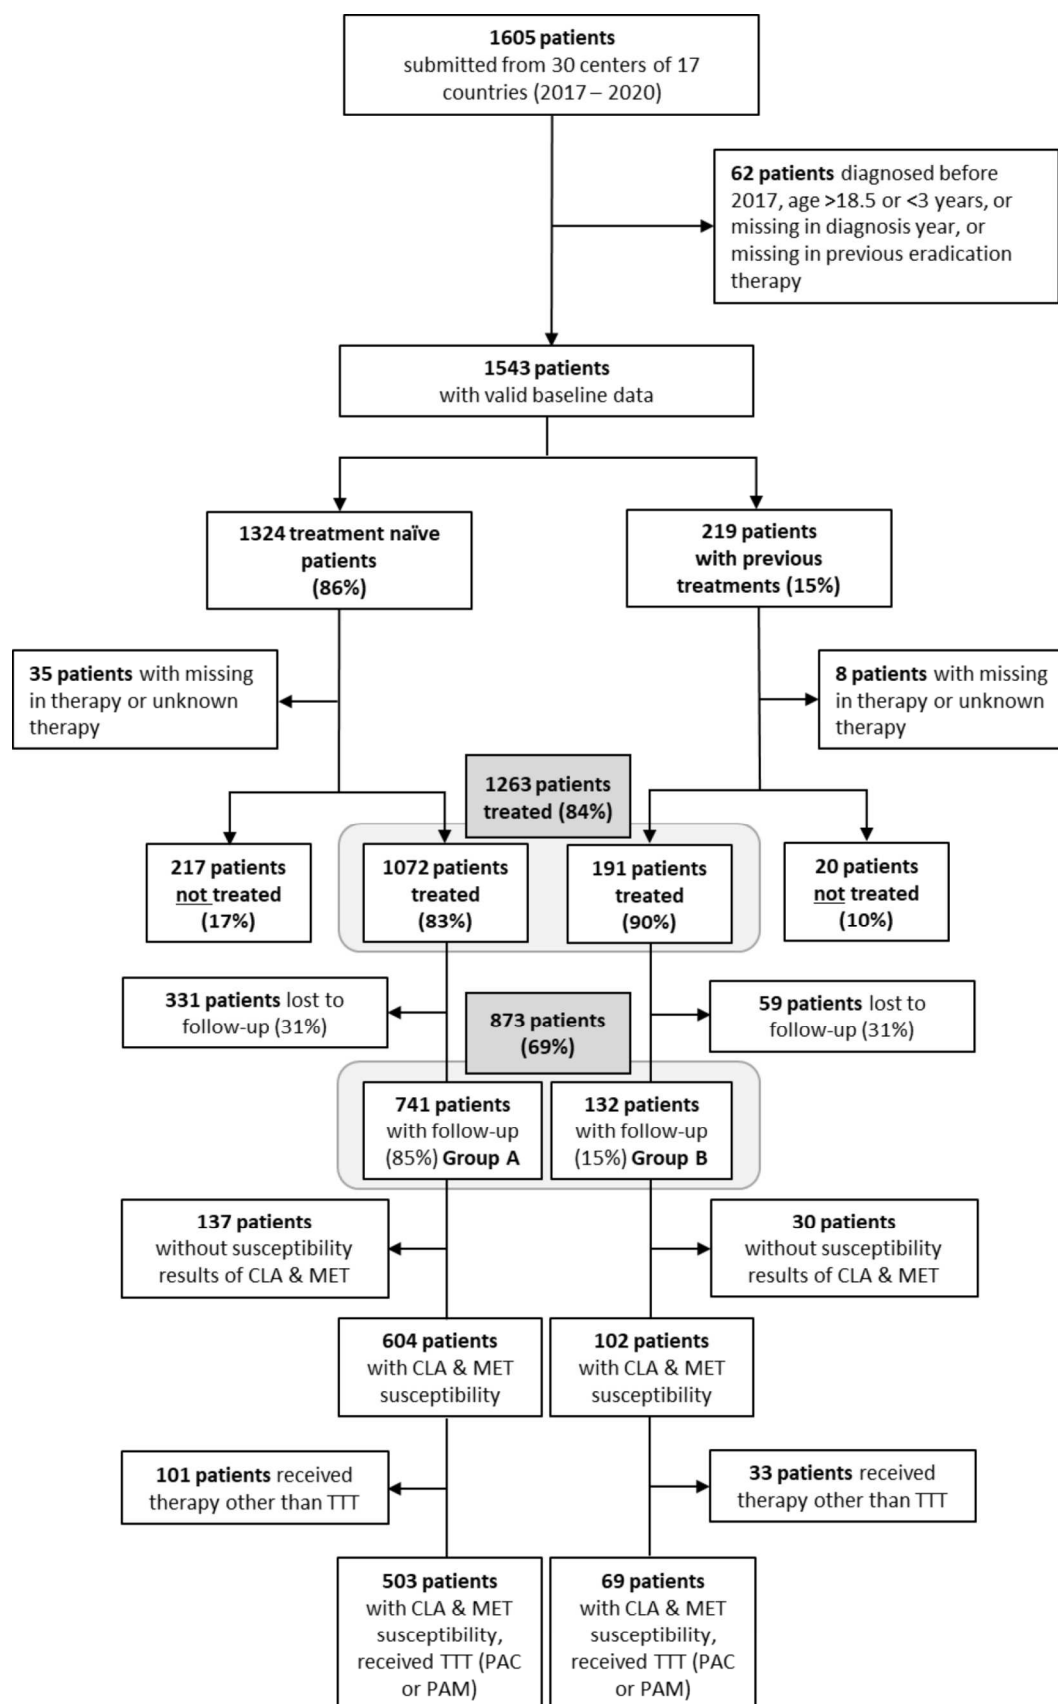 1605 patients
submitted from 30 centers of 17
countries (2017 – 2020)
62 patients diagnosed before
2017, age >18.5 or <3 years, or
missing in diagnosis year, or
missing in previous eradication
therapy
1543 patients
with valid baseline data
1324 treatment naïve
patients
(86%)
219 patients
with previous
treatments (15%)
35 patients with missing
in therapy or unknown
therapy
8 patients with missing
in therapy or unknown
therapy
1263 patients
treated (84%)
217 patients
not treated
(17%)
1072 patients
treated
(83%)
191 patients
treated
(90%)
20 patients
not treated
(10%)
331 patients lost to
follow-up (31%)
873 patients
(69%)
59 patients lost to
follow-up (31%)
741 patients
with follow-up
(85%) Group A
132 patients
with follow-up
(15%) Group B
137 patients
without susceptibility
results of CLA & MET
30 patients
without susceptibility
results of CLA & MET
604 patients
with CLA & MET
susceptibility
102 patients
with CLA & MET
susceptibility
101 patients received
therapy other than TTT
33 patients received
therapy other than TTT
503 patients
with CLA & MET
susceptibility,
received TTT (PAC
or PAM)
69 patients
with CLA & MET
susceptibility,
received TTT (PAC
or PAM)